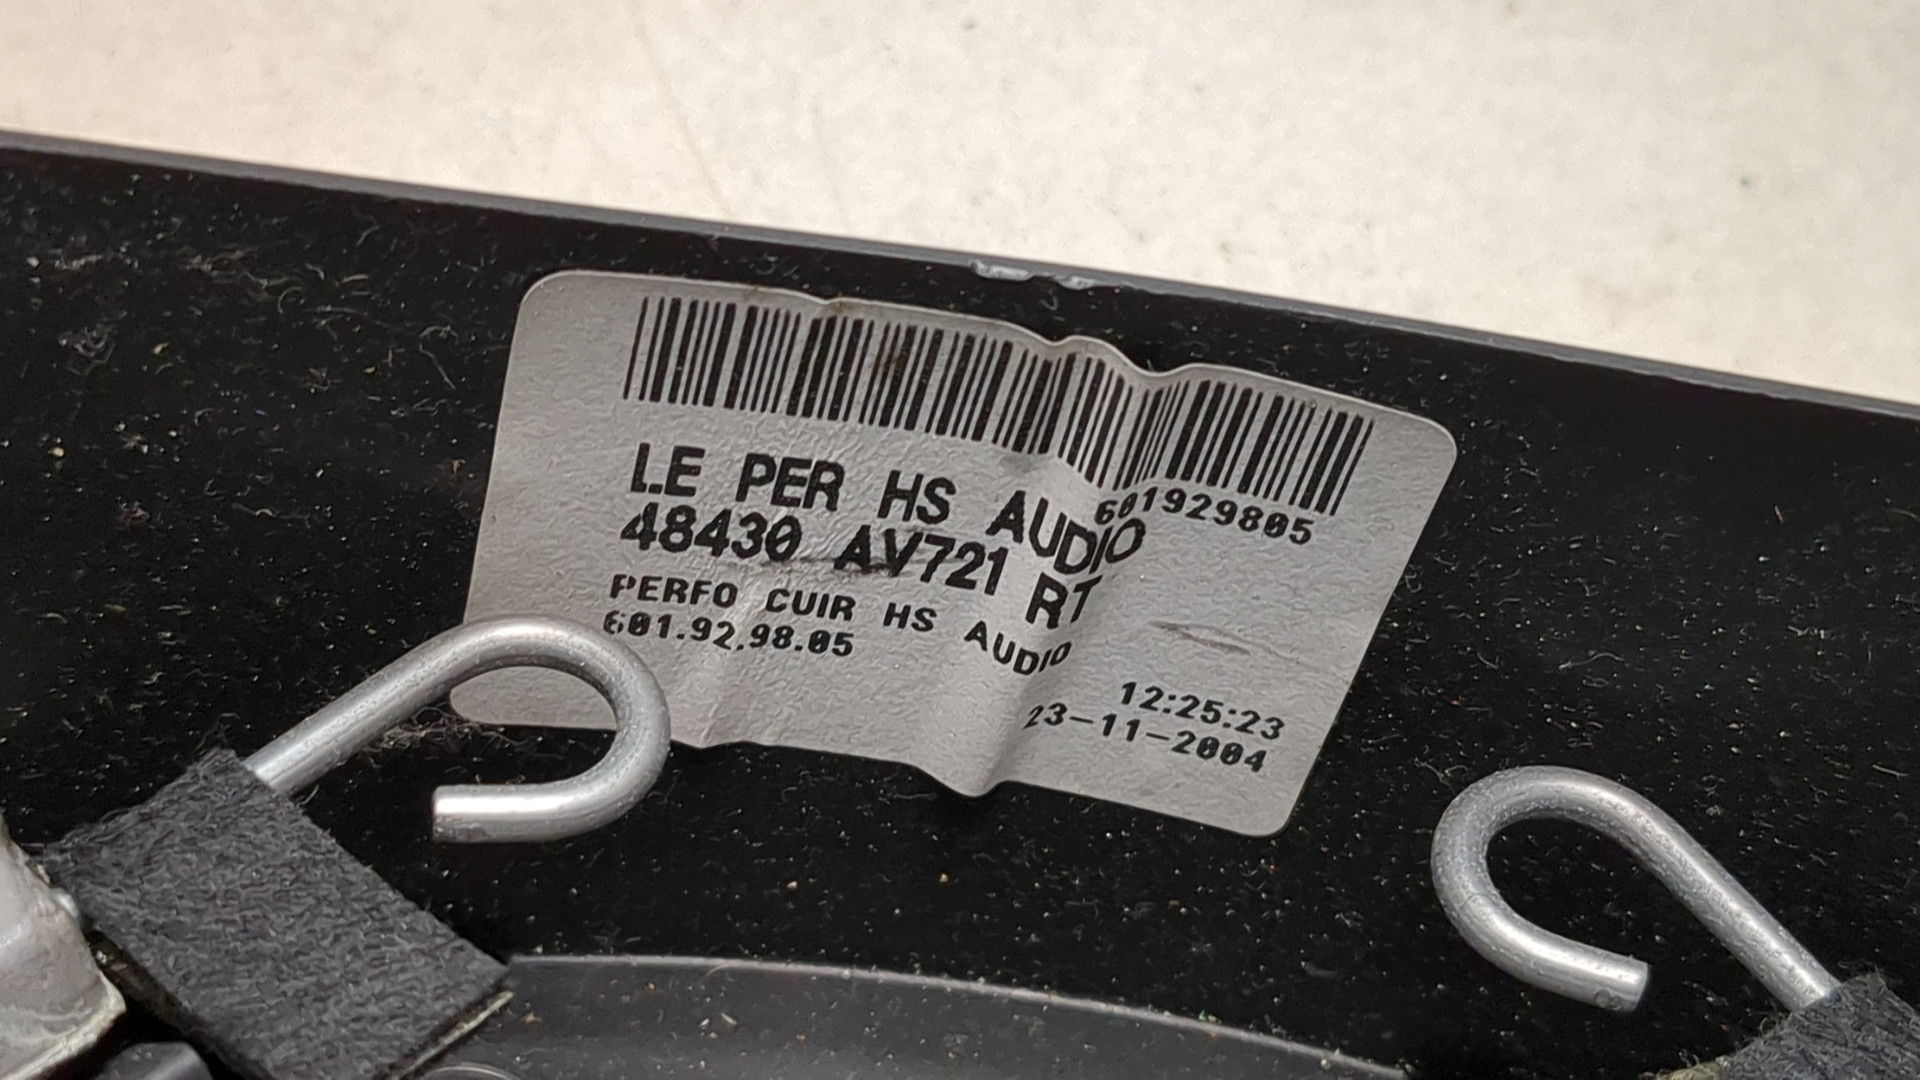 601929805
LE PER HS AUDIO
48430 AV721 RT
PERFO CUIR HS AUDIO
601.92.98.05
12:25:23
23-11-2004